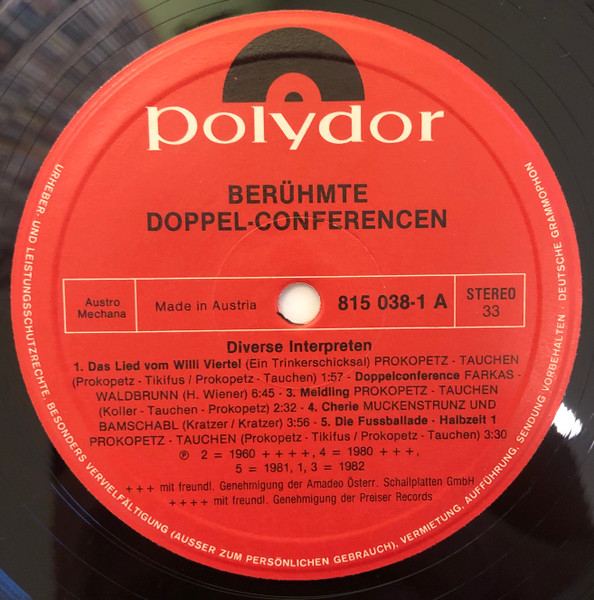 polydor
BERÜHMTE
DOPPEL-CONFERENCEN
Austro
Mechana
Made in Austria
815 038-1 A
STEREO
33
Diverse Interpreten
1. Das Lied vom Willi Viertel (Ein Trinkerschicksal) PROKOPETZ - TAUCHEN
(Prokopetz - Tikifus / Prokopetz - Tauchen) 1:57 - Doppelconference FARKAS -
WALDBRUNN (H. Wiener) 6:45 - 3. Meidling PROKOPETZ - TAUCHEN
(Koller - Tauchen - Prokopetz) 2:32 - 4. Cherie MUCKENSTRUNZ UND
BAMSCHABL (Kratzer / Kratzer) 3:56 - 5. Die Fussballade - Halbzeit 1
PROKOPETZ - TAUCHEN (Prokopetz - Tikifus / Prokopetz - Tauchen) 3:30
Ⓟ 2 = 1960 ++++, 4 = 1980 +++,
5 = 1981, 1, 3 = 1982
+++ mit freundl. Genehmigung der Amadeo Österr. Schallplatten GmbH
++++ mit freundl. Genehmigung der Preiser Records
URHEBER- UND LEISTUNGSSCHUTZRECHTE, BESONDERS VERVIELFÄLTIGUNG (AUSSER ZUM PERSÖNLICHEN GEBRAUCH), VERMIETUNG, AUFFÜHRUNG, SENDUNG VORBEHALTEN · DEUTSCHE GRAMMOPHON